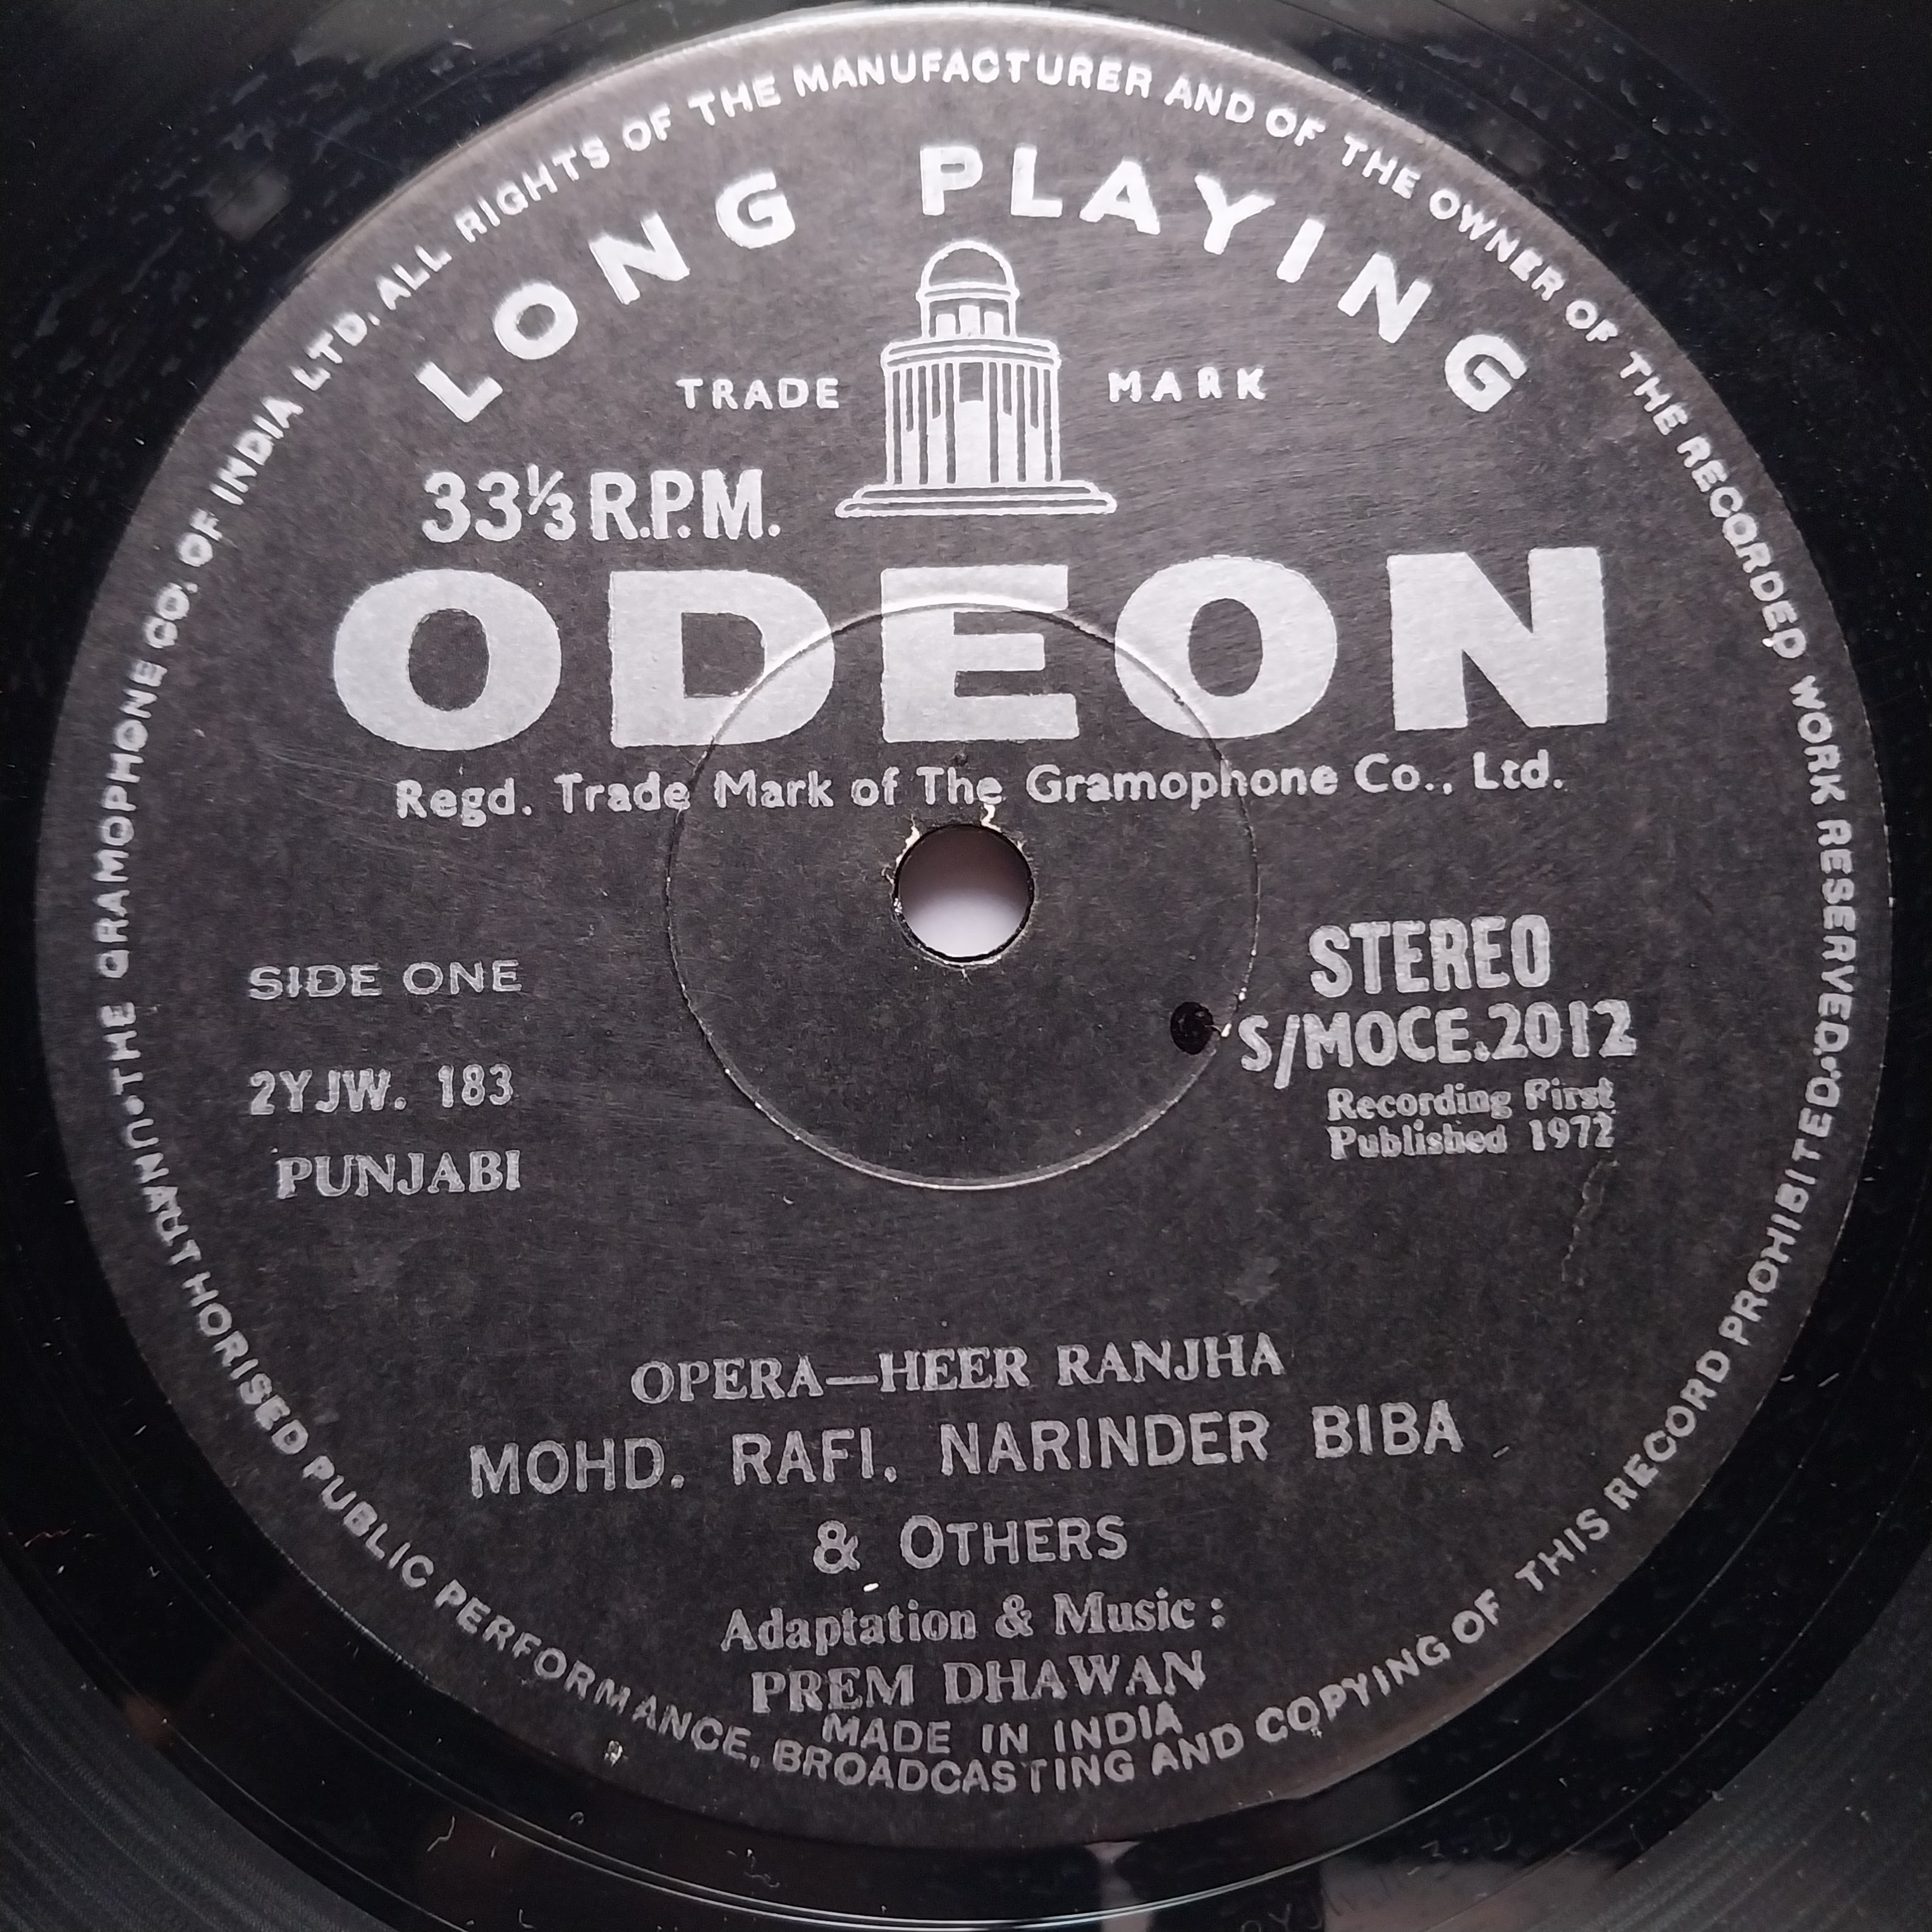 THE GRAMOPHONE CO. OF INDIA LTD. ALL RIGHTS OF THE MANUFACTURER AND OF THE OWNER OF THE RECORDED WORK RESERVED.
LONG PLAYING
TRADE MARK
33⅓ R.P.M.
ODEON
Regd. Trade Mark of The Gramophone Co., Ltd.
SIDE ONE
2YJW. 183
PUNJABI
STEREO
S/MOCE.2012
Recording First
Published 1972
OPERA—HEER RANJHA
MOHD. RAFI, NARINDER BIBA
& OTHERS
Adaptation & Music :
PREM DHAWAN
MADE IN INDIA
PUBLIC PERFORMANCE, BROADCASTING AND COPYING OF THIS RECORD PROHIBITED.